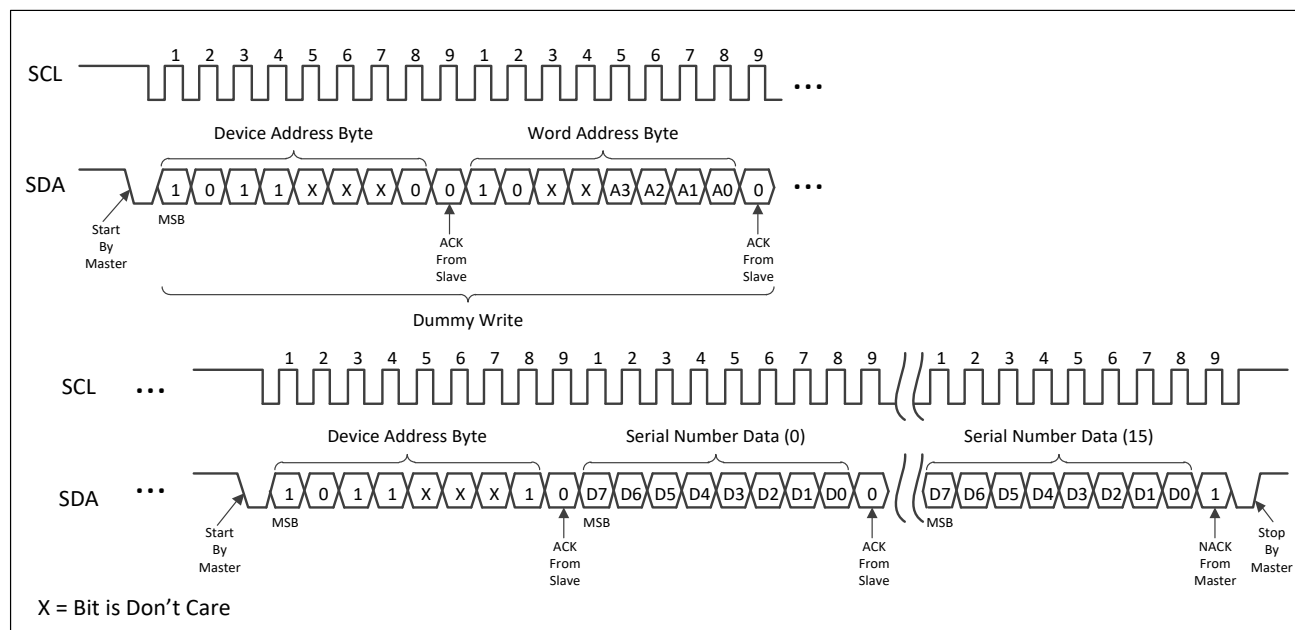 1 2 3 4 5 6 7 8 9 1 2 3 4 5 6 7 8 9
SCL ...
Device Address Byte Word Address Byte
SDA 1 0 1 1 X X X 0 0 1 0 X X A3 A2 A1 A0 0 ...
MSB
Start
By
Master
ACK
From
Slave
ACK
From
Slave
Dummy Write
1 2 3 4 5 6 7 8 9 1 2 3 4 5 6 7 8 9 1 2 3 4 5 6 7 8 9
SCL ...
Device Address Byte Serial Number Data (0) Serial Number Data (15)
SDA ... 1 0 1 1 X X X 1 0 D7 D6 D5 D4 D3 D2 D1 D0 0 D7 D6 D5 D4 D3 D2 D1 D0 1
MSB MSB MSB
Start
By
Master
ACK
From
Slave
ACK
From
Slave
NACK
From
Master
Stop
By
Master
X = Bit is Don’t Care